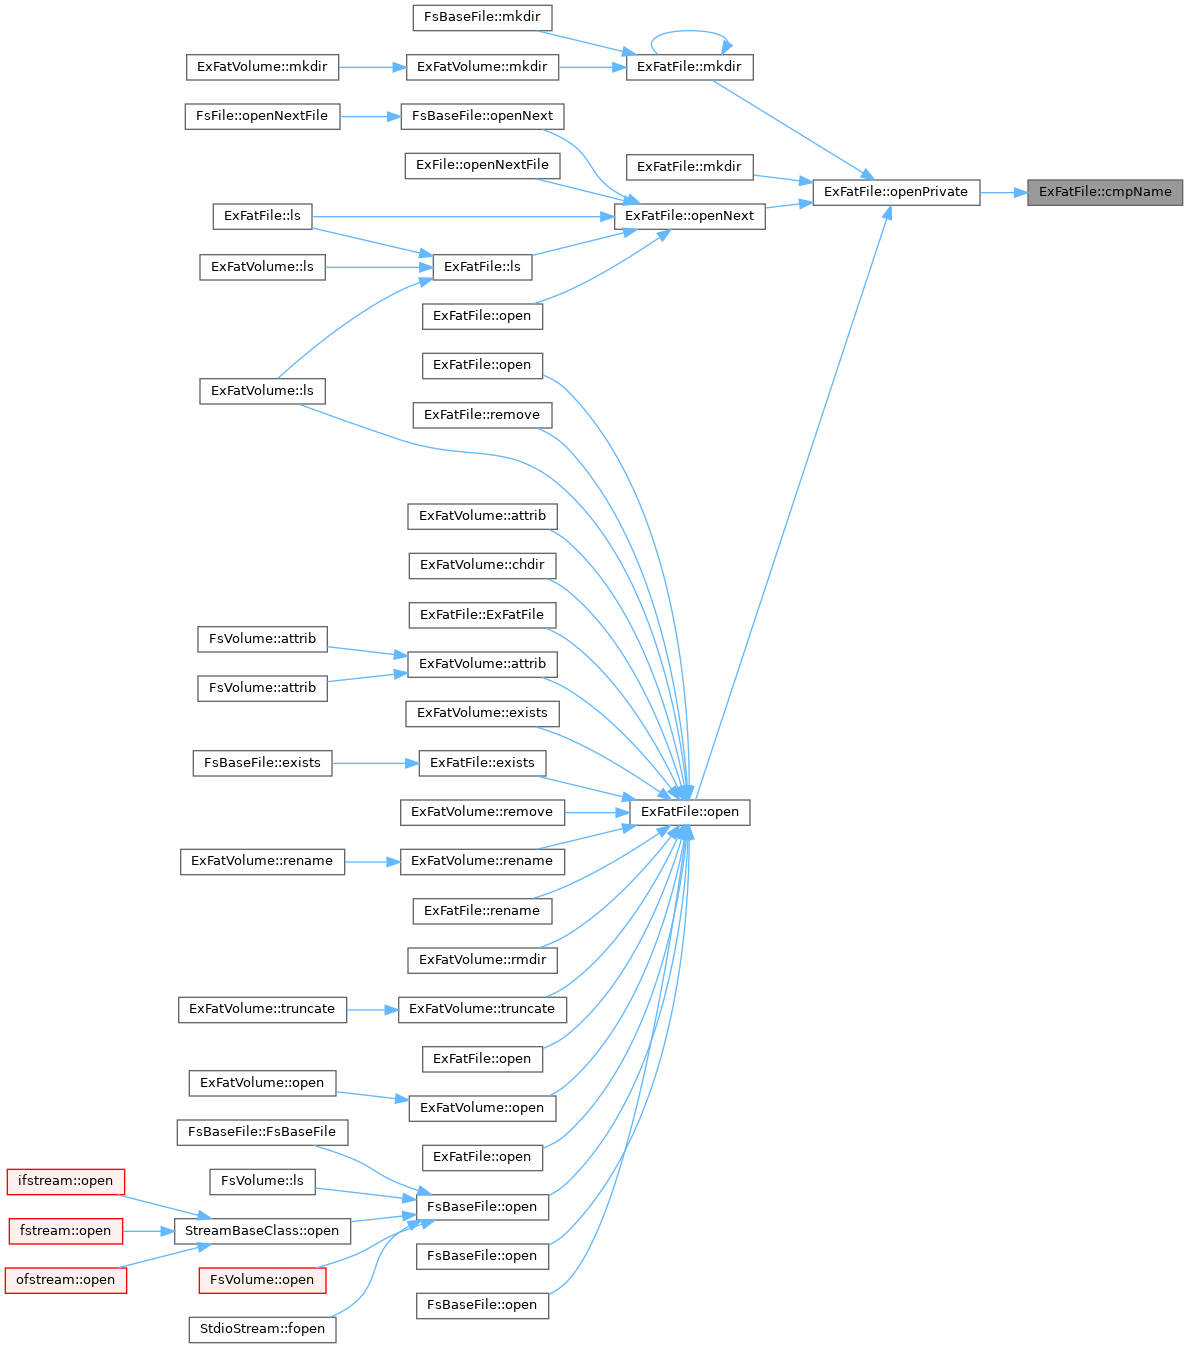 FsBaseFile::mkdir
ExFatVolume::mkdir
ExFatVolume::mkdir
ExFatFile::mkdir
FsFile::openNextFile
FsBaseFile::openNext
ExFile::openNextFile
ExFatFile::mkdir
ExFatFile::openPrivate
ExFatFile::cmpName
ExFatFile::ls
ExFatFile::openNext
ExFatVolume::ls
ExFatFile::ls
ExFatFile::open
ExFatFile::open
ExFatVolume::ls
ExFatFile::remove
ExFatVolume::attrib
ExFatVolume::chdir
ExFatFile::ExFatFile
FsVolume::attrib
ExFatVolume::attrib
FsVolume::attrib
ExFatVolume::exists
FsBaseFile::exists
ExFatFile::exists
ExFatVolume::remove
ExFatFile::open
ExFatVolume::rename
ExFatVolume::rename
ExFatFile::rename
ExFatVolume::rmdir
ExFatVolume::truncate
ExFatVolume::truncate
ExFatFile::open
ExFatVolume::open
ExFatVolume::open
FsBaseFile::FsBaseFile
ExFatFile::open
ifstream::open
FsVolume::ls
FsBaseFile::open
fstream::open
StreamBaseClass::open
FsBaseFile::open
ofstream::open
FsVolume::open
FsBaseFile::open
StdioStream::fopen